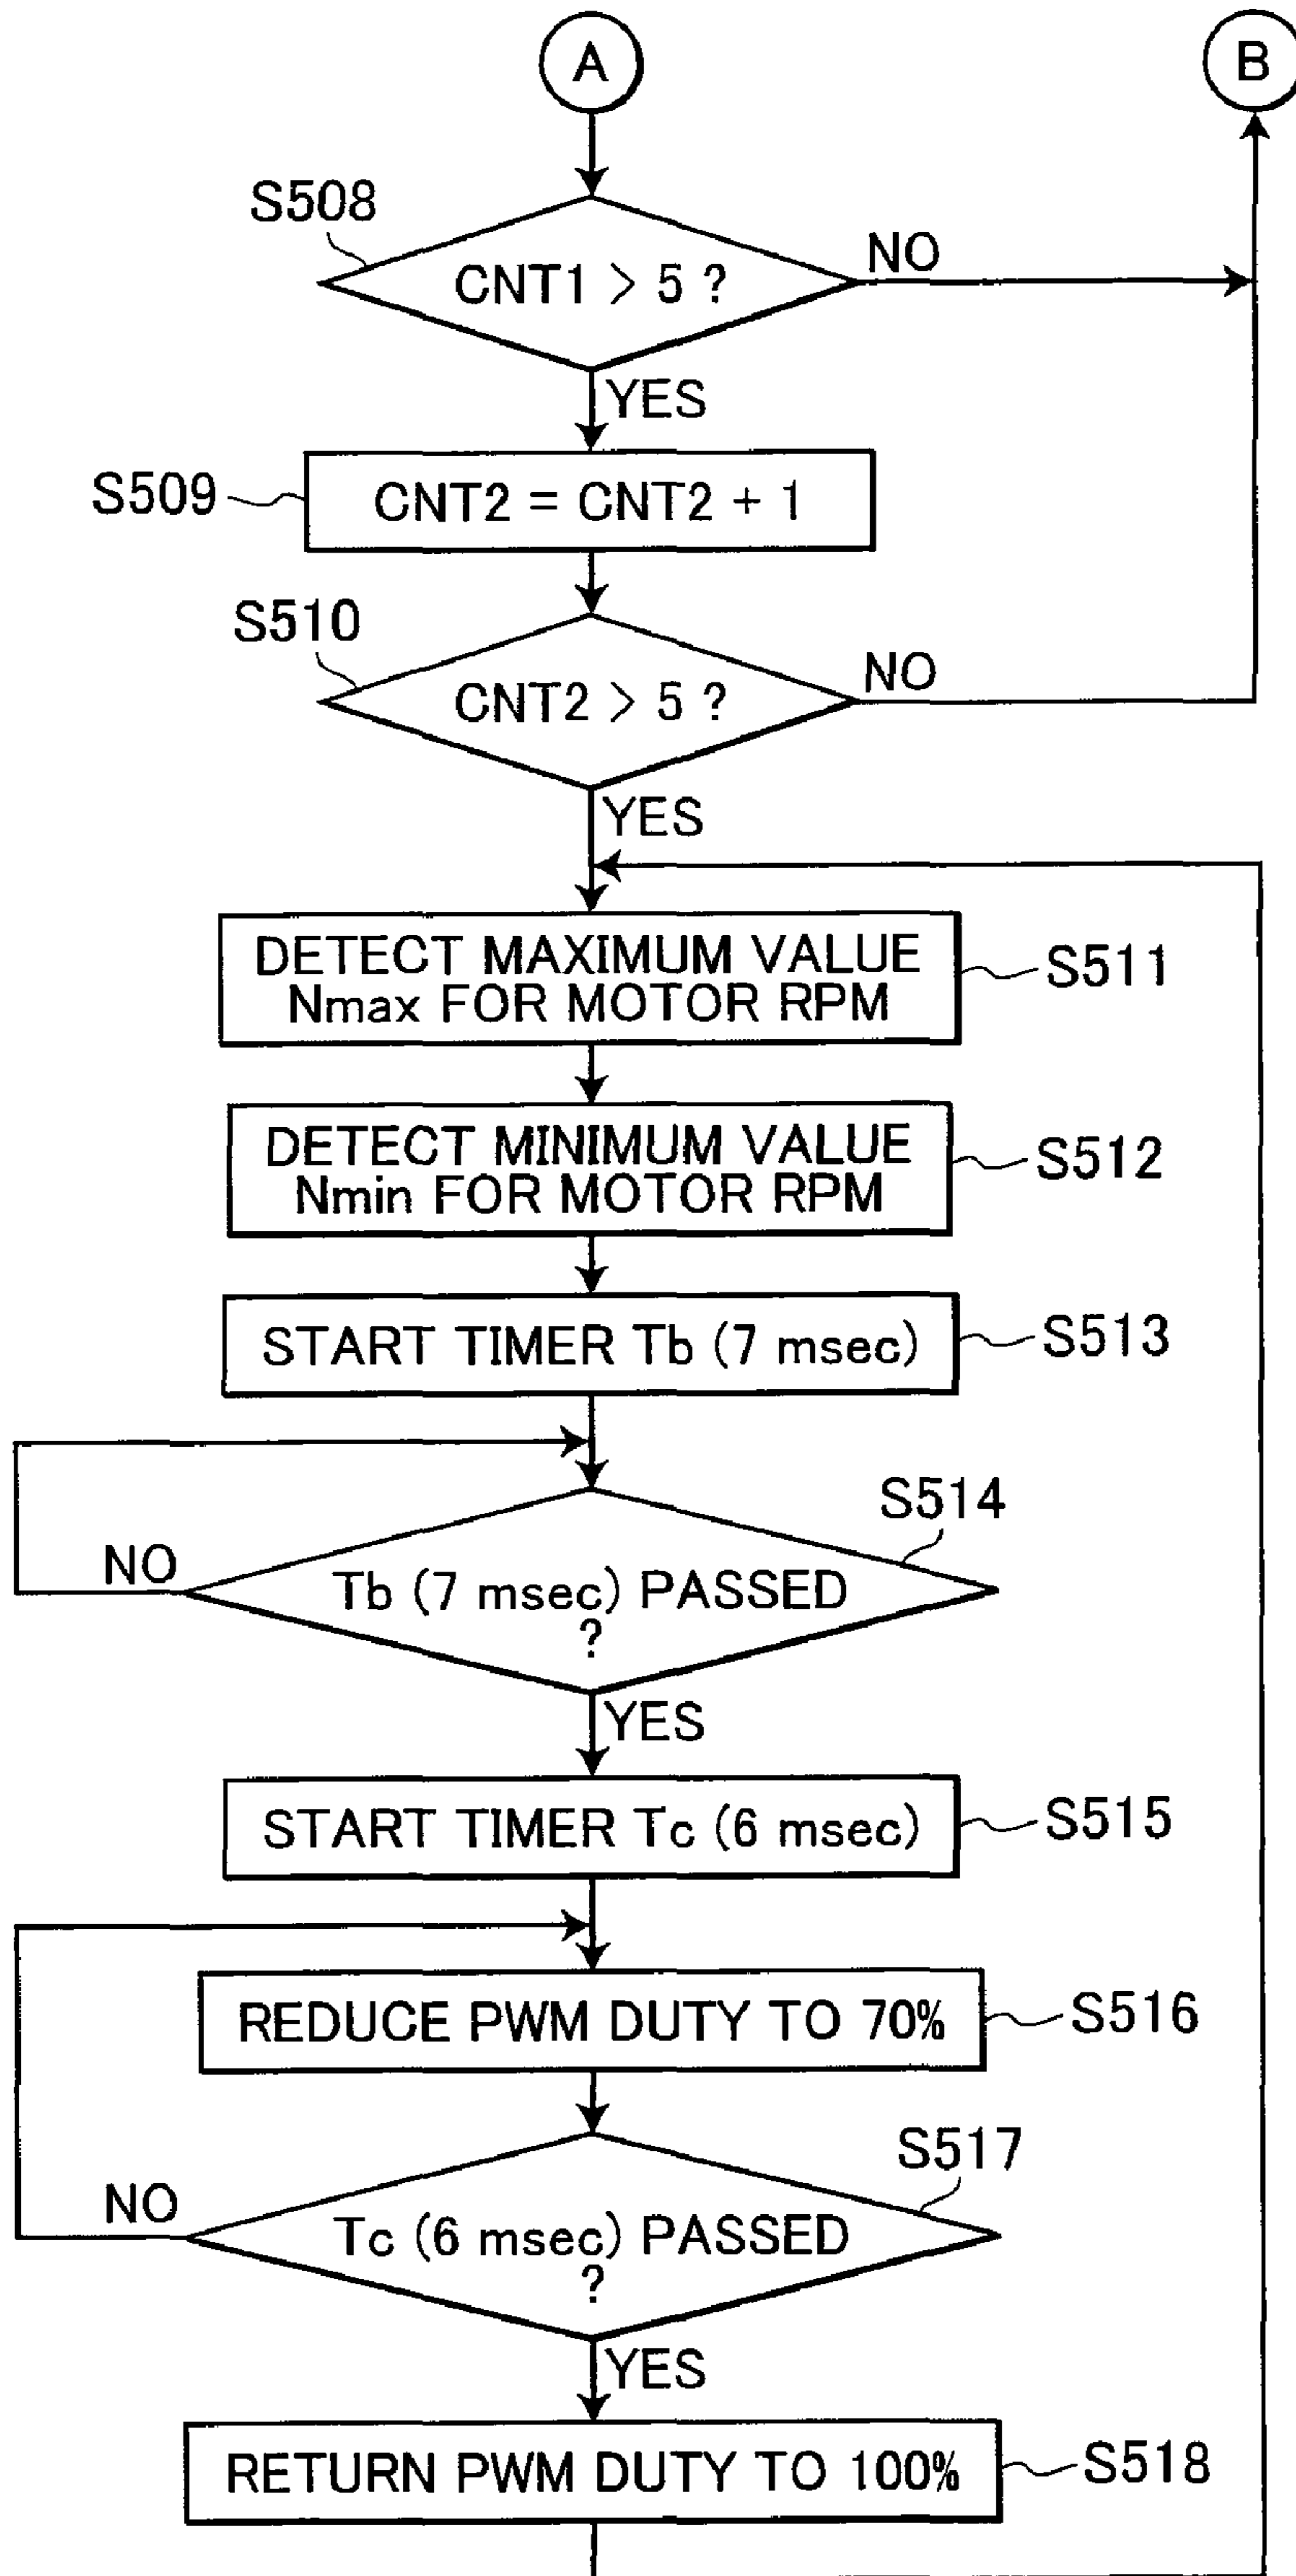 A
B
S508
CNT1 > 5 ?
NO
YES
S509
CNT2 = CNT2 + 1
S510
CNT2 > 5 ?
NO
YES
DETECT MAXIMUM VALUE
Nmax FOR MOTOR RPM
S511
DETECT MINIMUM VALUE
Nmin FOR MOTOR RPM
S512
START TIMER Tb (7 msec)
S513
S514
NO
Tb (7 msec) PASSED
?
YES
START TIMER Tc (6 msec)
S515
REDUCE PWM DUTY TO 70%
S516
S517
NO
Tc (6 msec) PASSED
?
YES
RETURN PWM DUTY TO 100%
S518